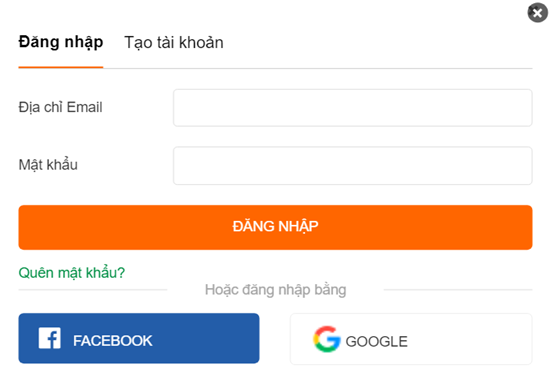 Đăng nhập Tạo tài khoản
Địa chỉ Email
Mật khẩu
ĐĂNG NHẬP
Quên mật khẩu?
Hoặc đăng nhập bằng
FACEBOOK GOOGLE